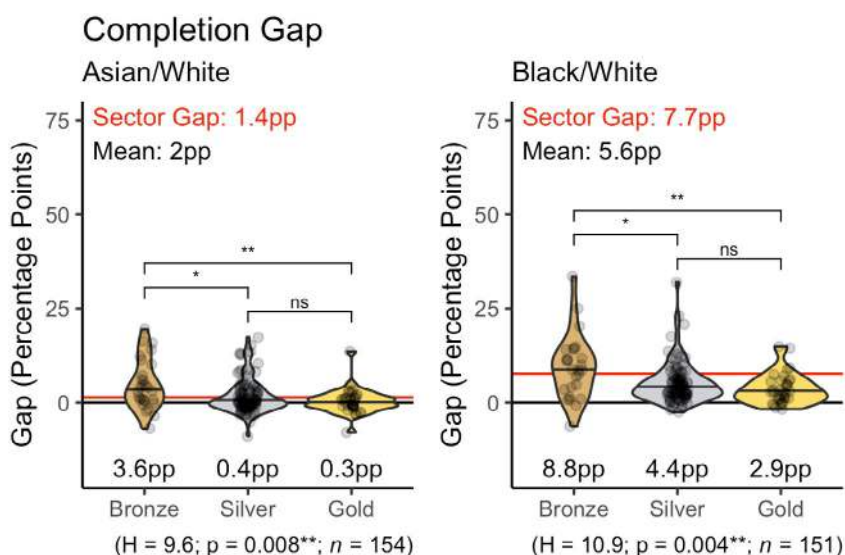 Completion Gap
Asian/White
Sector Gap: 1.4pp
Mean: 2pp
Gap (Percentage Points)
75
50
25
0
**
*
ns
3.6pp 0.4pp 0.3pp
Bronze Silver Gold
(H = 9.6; p = 0.008**; n = 154)
Black/White
Sector Gap: 7.7pp
Mean: 5.6pp
Gap (Percentage Points)
75
50
25
0
**
*
ns
8.8pp 4.4pp 2.9pp
Bronze Silver Gold
(H = 10.9; p = 0.004**; n = 151)